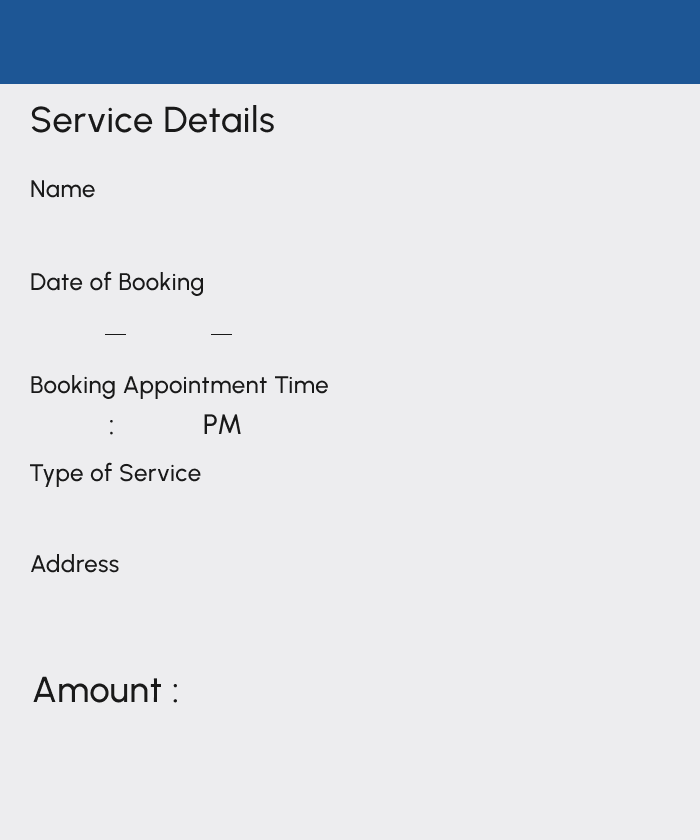 Service Details
Name
Date of Booking
— —
Booking Appointment Time
: PM
Type of Service
Address
Amount :